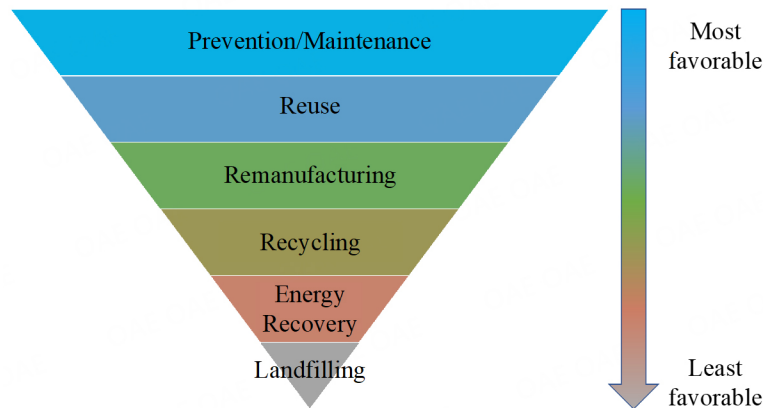 Prevention/Maintenance
Reuse
Remanufacturing
Recycling
Energy
Recovery
Landfilling
Most
favorable
Least
favorable